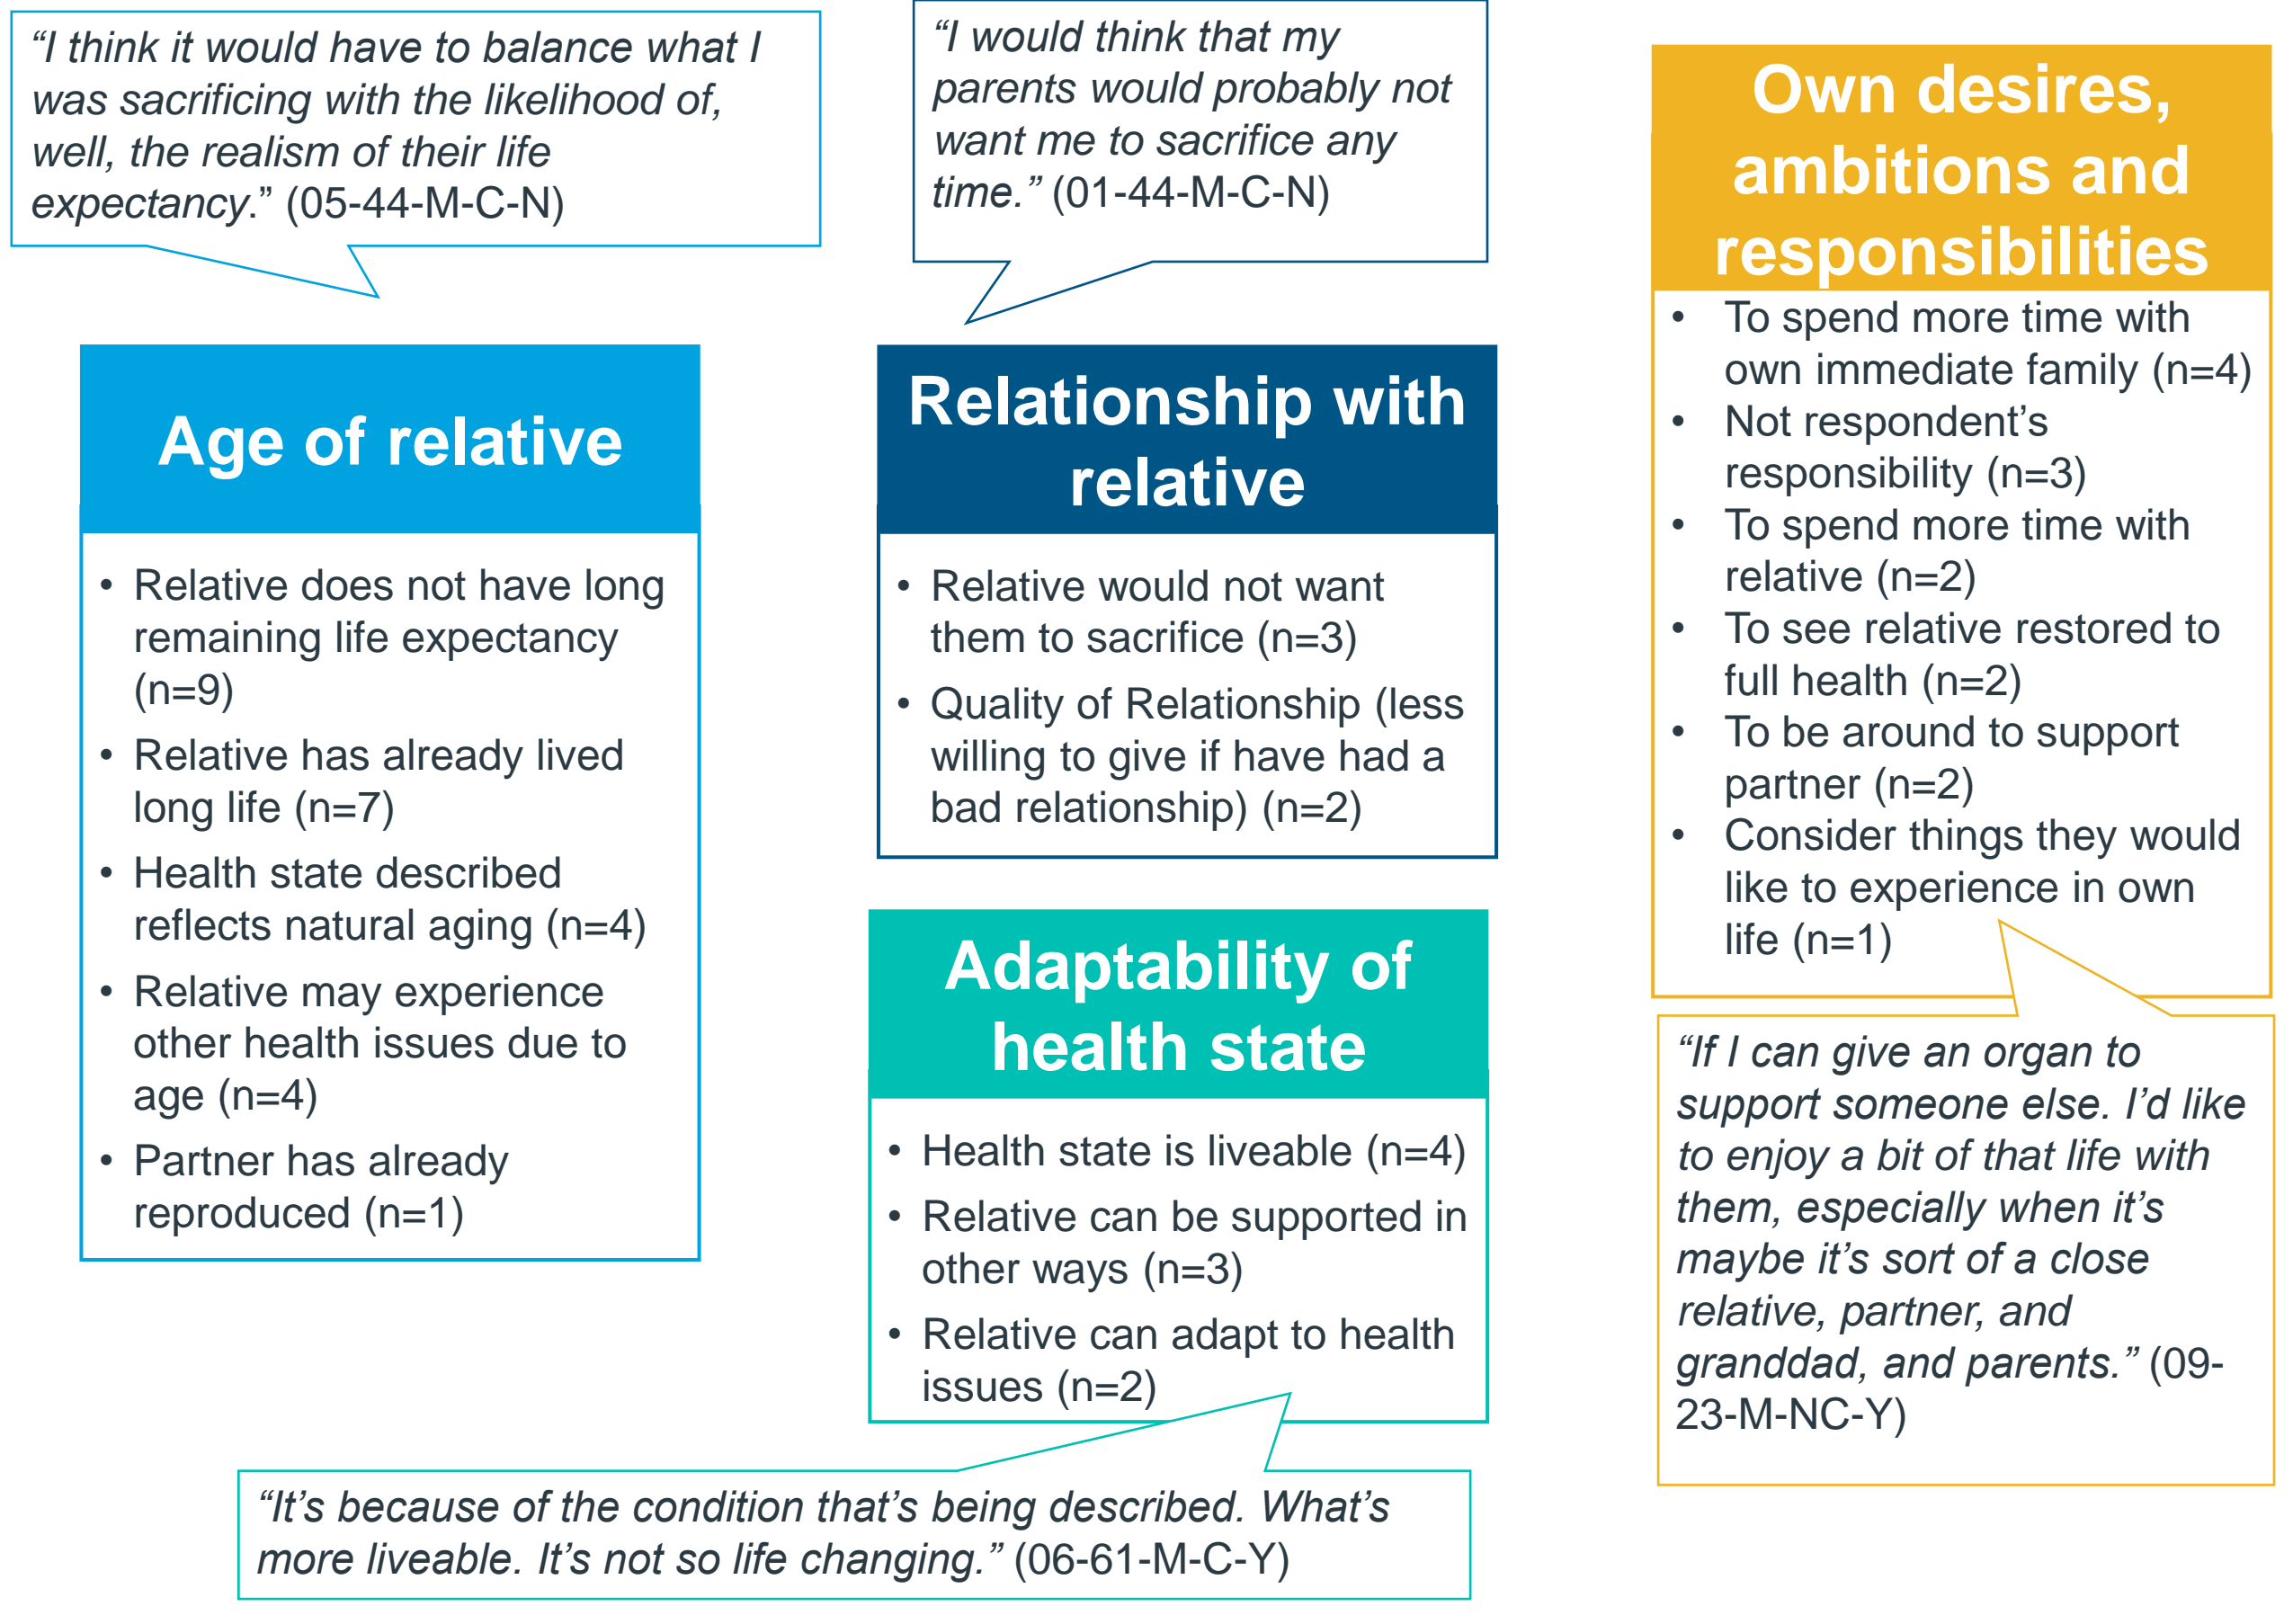 “I think it would have to balance what I
was sacrificing with the likelihood of,
well, the realism of their life
expectancy.” (05-44-M-C-N)
Age of relative
• Relative does not have long
remaining life expectancy
(n=9)
• Relative has already lived
long life (n=7)
• Health state described
reflects natural aging (n=4)
• Relative may experience
other health issues due to
age (n=4)
• Partner has already
reproduced (n=1)
“I would think that my
parents would probably not
want me to sacrifice any
time.” (01-44-M-C-N)
Relationship with
relative
• Relative would not want
them to sacrifice (n=3)
• Quality of Relationship (less
willing to give if have had a
bad relationship) (n=2)
Adaptability of
health state
• Health state is liveable (n=4)
• Relative can be supported in
other ways (n=3)
• Relative can adapt to health
issues (n=2)
“It’s because of the condition that’s being described. What’s
more liveable. It’s not so life changing.” (06-61-M-C-Y)
Own desires,
ambitions and
responsibilities
• To spend more time with
own immediate family (n=4)
• Not respondent’s
responsibility (n=3)
• To spend more time with
relative (n=2)
• To see relative restored to
full health (n=2)
• To be around to support
partner (n=2)
• Consider things they would
like to experience in own
life (n=1)
“If I can give an organ to
support someone else. I’d like
to enjoy a bit of that life with
them, especially when it’s
maybe it’s sort of a close
relative, partner, and
granddad, and parents.” (09-
23-M-NC-Y)